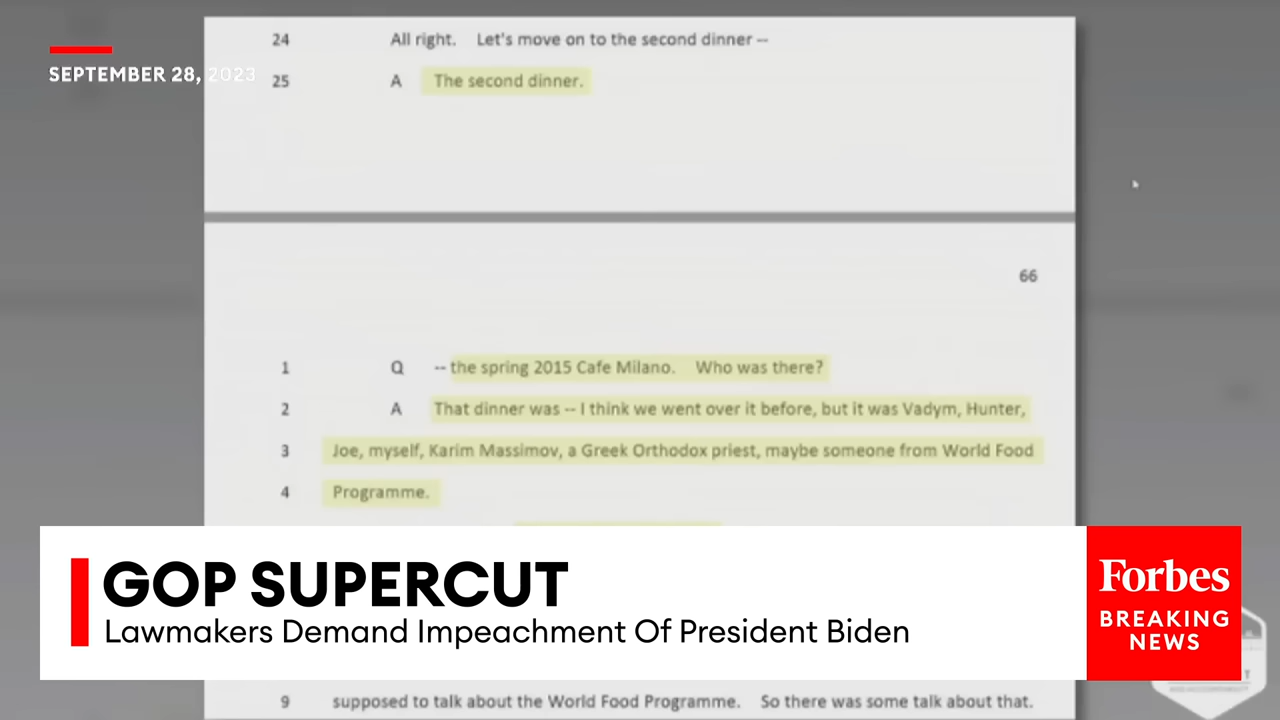 SEPTEMBER 28, 2023
24 All right. Let's move on to the second dinner --
25 A The second dinner.
66
1 Q -- the spring 2015 Cafe Milano. Who was there?
2 A That dinner was -- I think we went over it before, but it was Vadym, Hunter,
3 Joe, myself, Karim Massimov, a Greek Orthodox priest, maybe someone from World Food
4 Programme.
GOP SUPERCUT
Lawmakers Demand Impeachment Of President Biden
Forbes
BREAKING
NEWS
9 supposed to talk about the World Food Programme. So there was some talk about that.